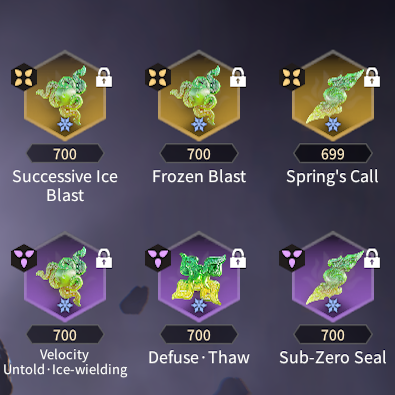 700
700
699
Successive Ice
Blast
Frozen Blast
Spring's Call
700
700
700
Velocity
Untold·Ice-wielding
Defuse·Thaw
Sub-Zero Seal